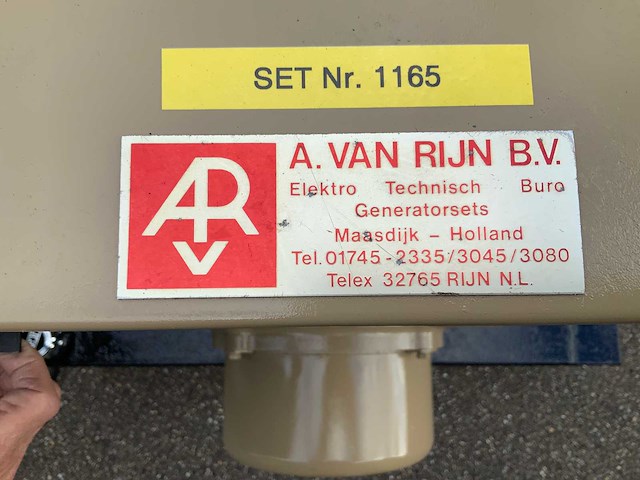 SET Nr. 1165
ARV
A. VAN RIJN B.V.
Elektro Technisch Buro
Generatorsets
Maasdijk - Holland
Tel. 01745-2335/3045/3080
Telex 32765 RIJN N.L.